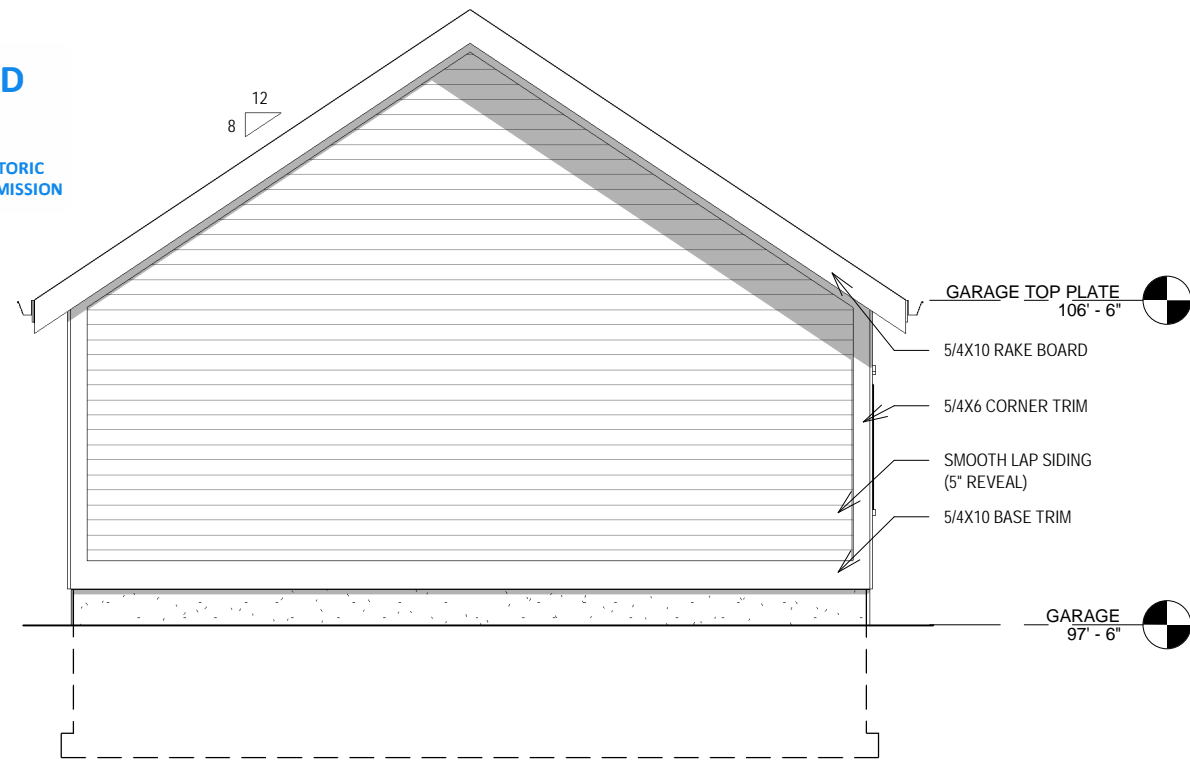 D
TORIC
MISSION
12
8
GARAGE TOP PLATE
106' - 6"
5/4X10 RAKE BOARD
5/4X6 CORNER TRIM
SMOOTH LAP SIDING
(5" REVEAL)
5/4X10 BASE TRIM
GARAGE
97' - 6"